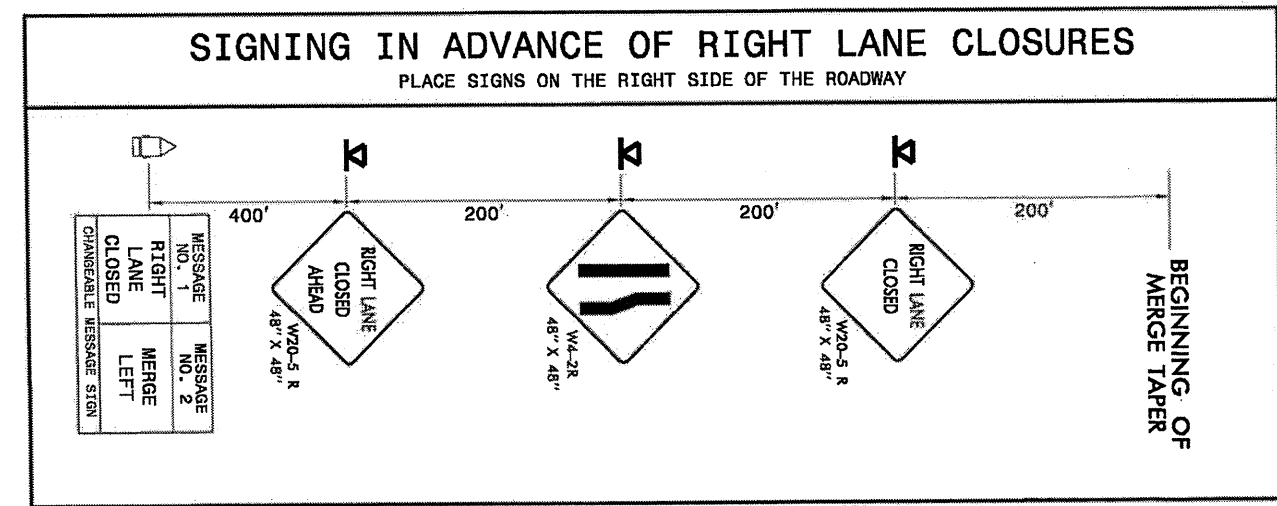 SIGNING IN ADVANCE OF RIGHT LANE CLOSURES
PLACE SIGNS ON THE RIGHT SIDE OF THE ROADWAY
400'
200'
200'
200'
MESSAGE
NO. 1
RIGHT
LANE
CLOSED
MESSAGE
NO. 2
MERGE
LEFT
CHANGEABLE MESSAGE SIGN
RIGHT LANE
CLOSED
AHEAD
W20-5 R
48" X 48"
W4-2R
48" X 48"
RIGHT LANE
CLOSED
W20-5 R
48" X 48"
BEGINNING OF
MERGE TAPER